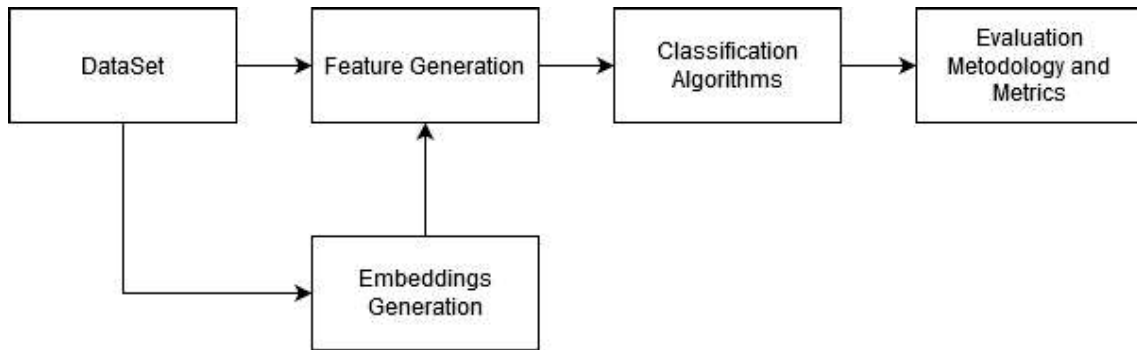 DataSet
Feature Generation
Classification
Algorithms
Evaluation
Metodology and
Metrics
Embeddings
Generation